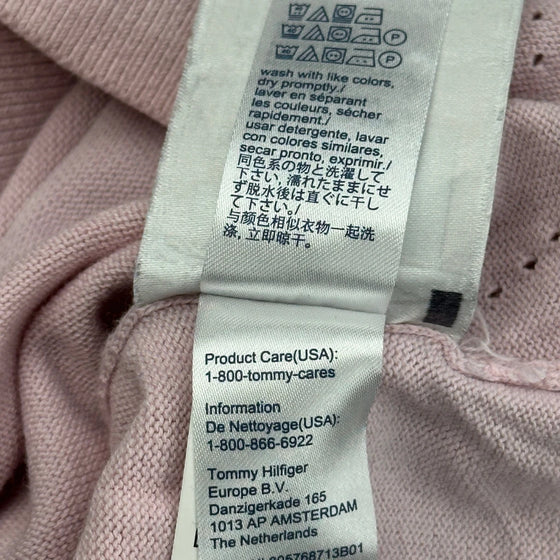 wash with like colors,
dry promptly./
laver en séparant
les couleurs, sécher
rapidement./
usar detergente, lavar
con colores similares,
secar pronto, exprimir./
同色系の物と洗濯して
下さい, 濡れたままにせ
ず脱水後は直ぐに干し
て下さい。/
与颜色相似衣物一起洗
涤, 立即晾干。
Product Care(USA):
1-800-tommy-cares
Information
De Nettoyage(USA):
1-800-866-6922
Tommy Hilfiger
Europe B.V.
Danzigerkade 165
1013 AP AMSTERDAM
The Netherlands
805768713B01